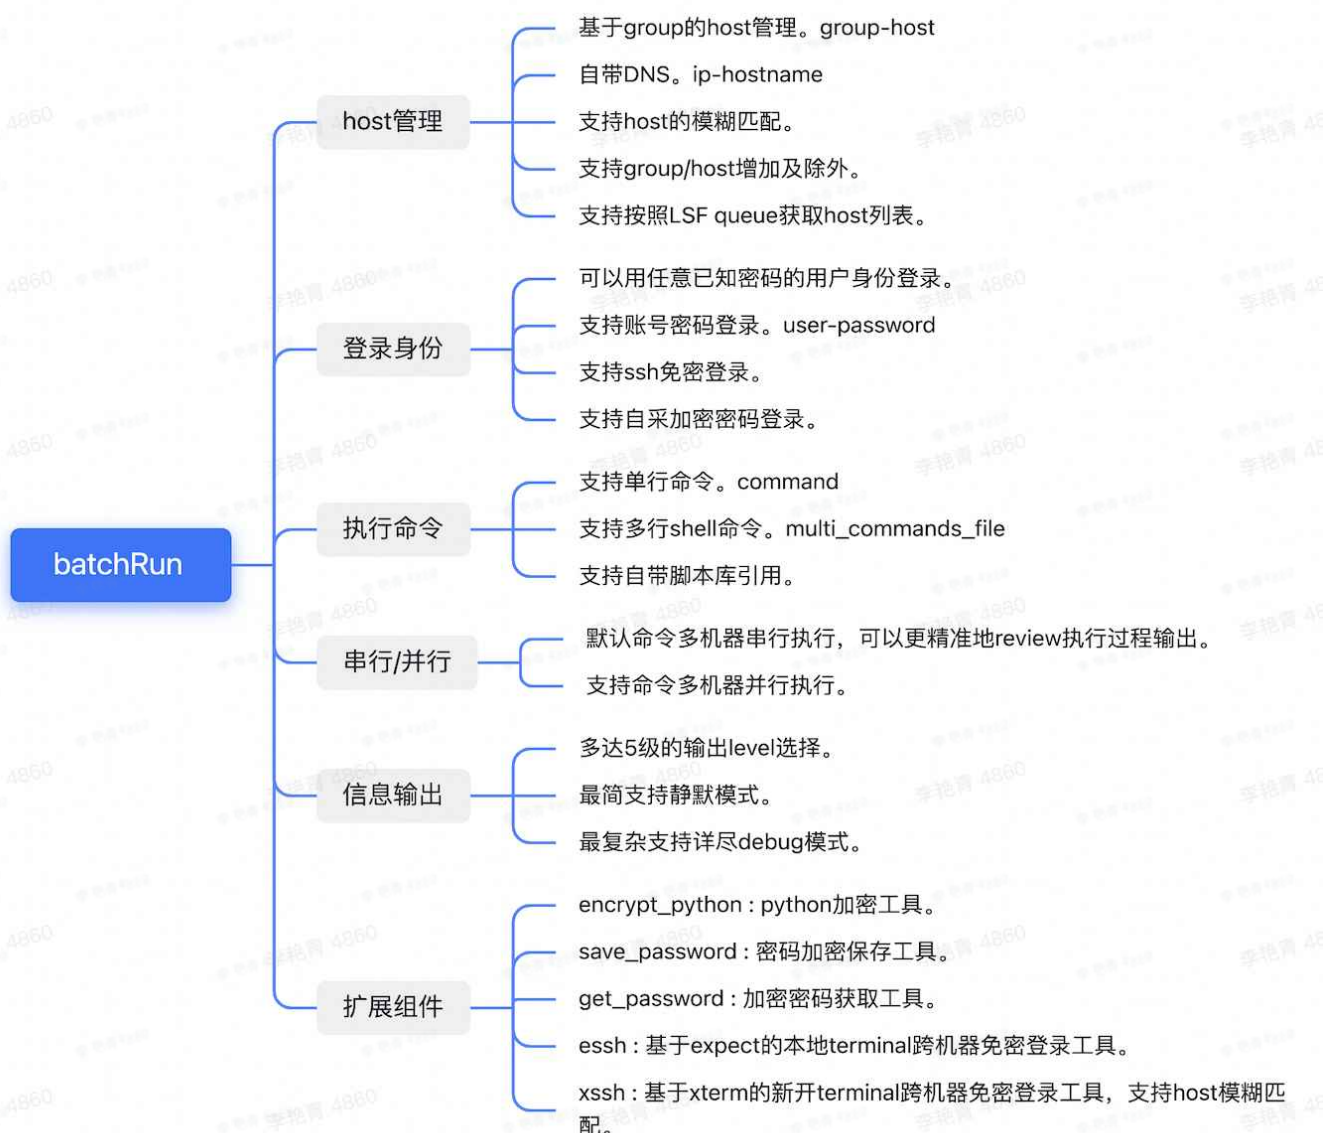 基于group的host管理。group-host
自带DNS。ip-hostname
host管理
支持host的模糊匹配。
支持group/host增加及除外。
支持按照LSF queue获取host列表。
可以用任意已知密码的用户身份登录。
支持账号密码登录。user-password
登录身份
支持ssh免密登录。
支持自采加密密码登录。
支持单行命令。command
执行命令
支持多行shell命令。multi_commands_file
支持自带脚本库引用。
batchRun
默认命令多机器串行执行，可以更精准地review执行过程输出。
串行/并行
支持命令多机器并行执行。
多达5级的输出level选择。
信息输出
最简支持静默模式。
最复杂支持详尽debug模式。
encrypt_python : python加密工具。
save_password : 密码加密保存工具。
扩展组件
get_password : 加密密码获取工具。
essh : 基于expect的本地terminal跨机器免密登录工具。
xssh : 基于xterm的新开terminal跨机器免密登录工具，支持host模糊匹
配。
李艳青 4860